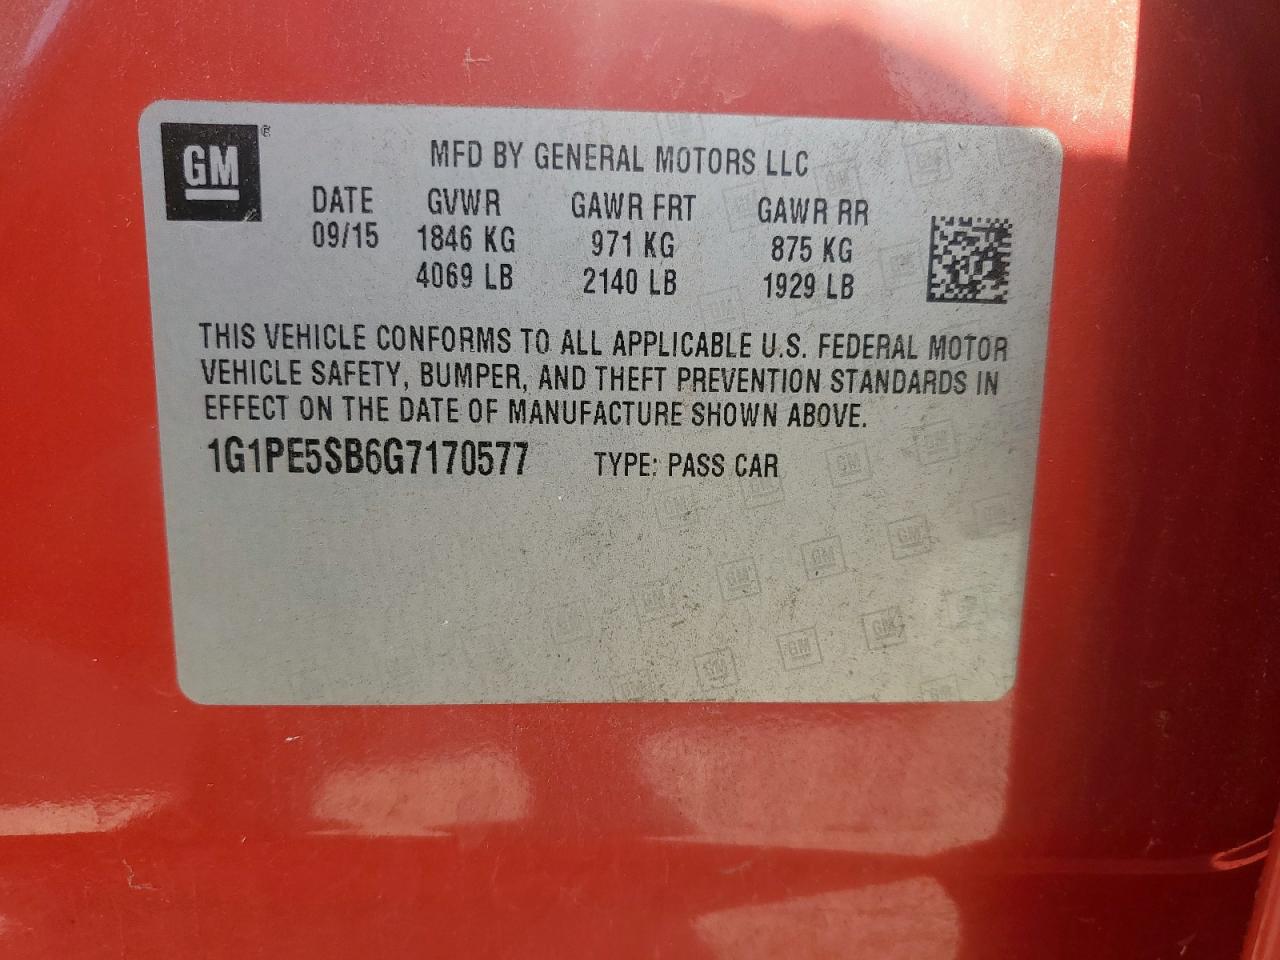 GM®
MFD BY GENERAL MOTORS LLC
DATE GVWR GAWR FRT GAWR RR
09/15 1846 KG 971 KG 875 KG
4069 LB 2140 LB 1929 LB
THIS VEHICLE CONFORMS TO ALL APPLICABLE U.S. FEDERAL MOTOR
VEHICLE SAFETY, BUMPER, AND THEFT PREVENTION STANDARDS IN
EFFECT ON THE DATE OF MANUFACTURE SHOWN ABOVE.
1G1PE5SB6G7170577 TYPE: PASS CAR